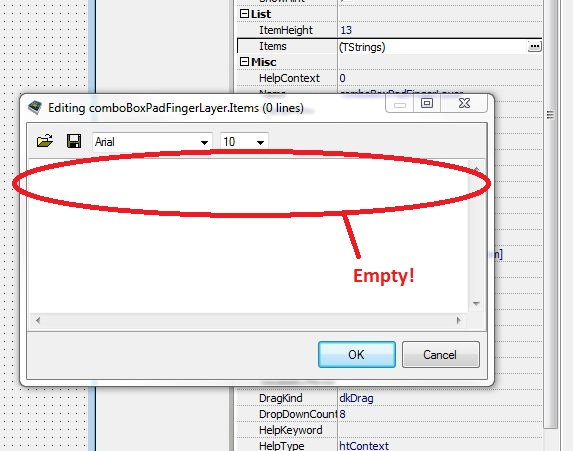 List
ItemHeight 13
Items (TStrings)
Misc
HelpContext 0
Editing comboBoxPadFingerLayer.Items (0 lines)
Arial 10
Empty!
OK Cancel
DragKind dkDrag
DropDownCount 8
HelpKeyword
HelpType htContext